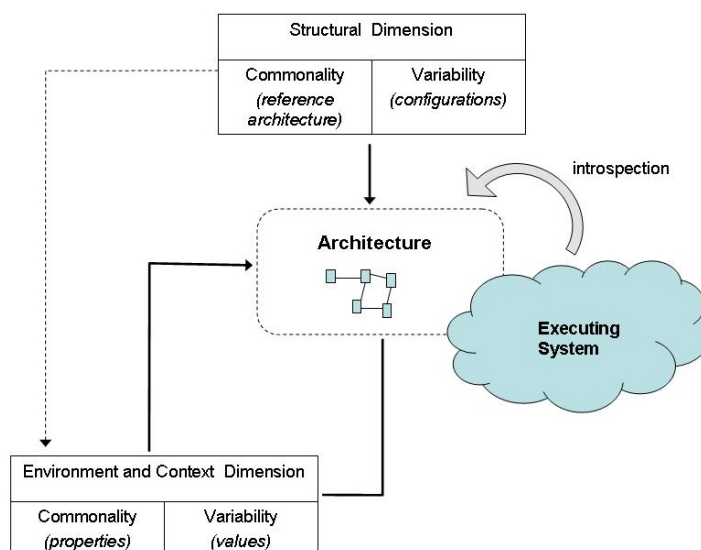 Structural Dimension
Commonality
(reference
architecture)
Variability
(configurations)
introspection
Architecture
Executing
System
Environment and Context Dimension
Commonality
(properties)
Variability
(values)